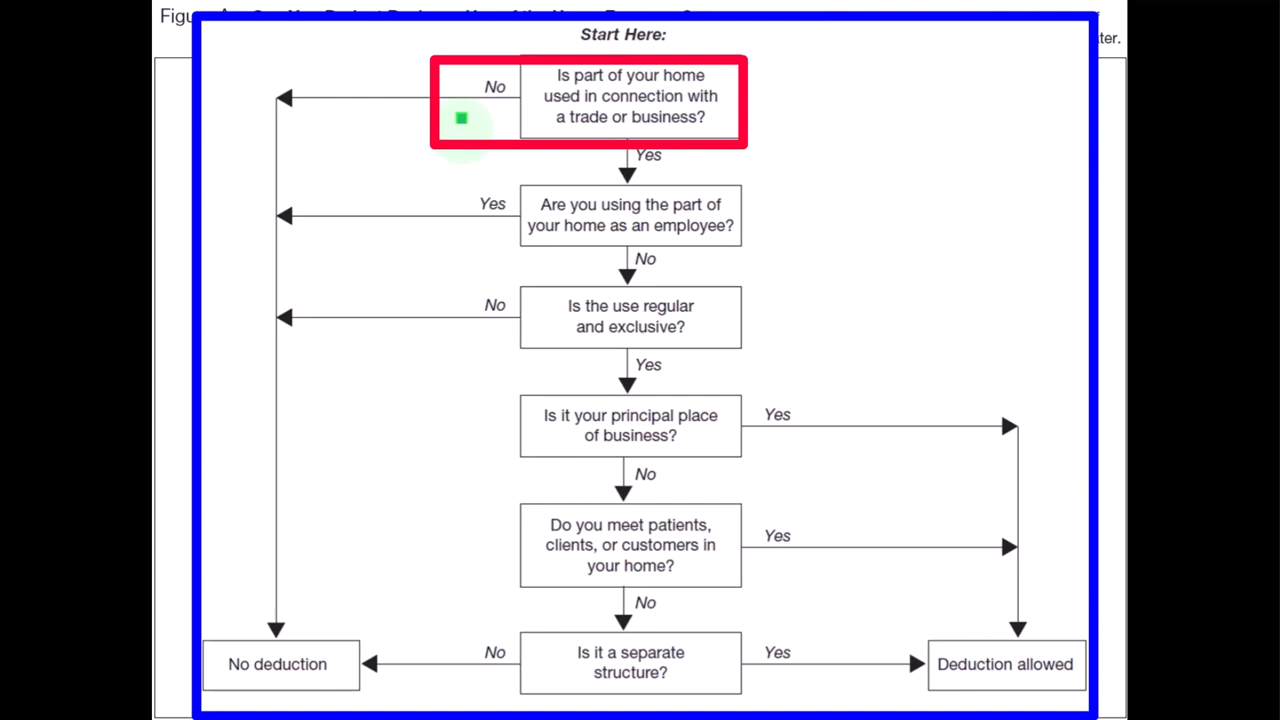 Figu
ter.
Start Here:
Is part of your home
used in connection with
a trade or business?
No
Yes
Are you using the part of
your home as an employee?
Yes
No
Is the use regular
and exclusive?
No
Yes
Is it your principal place
of business?
Yes
No
Do you meet patients,
clients, or customers in
your home?
Yes
No
Is it a separate
structure?
No
Yes
No deduction
Deduction allowed